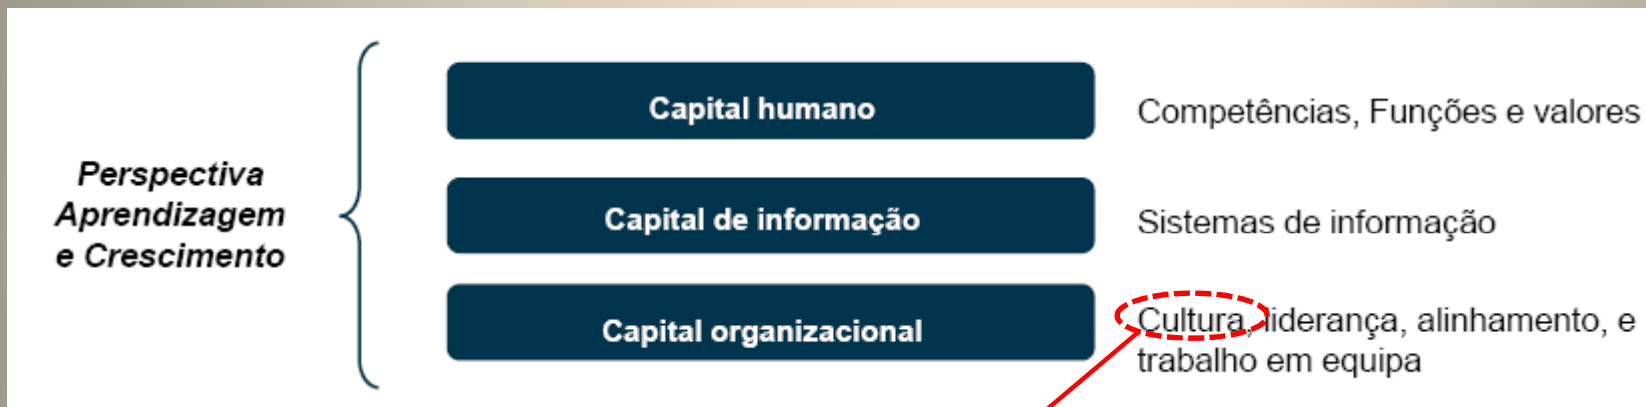 Perspectiva
Aprendizagem
e Crescimento
Capital humano
Competências, Funções e valores
Capital de informação
Sistemas de informação
Capital organizacional
Cultura, liderança, alinhamento, e
trabalho em equipa